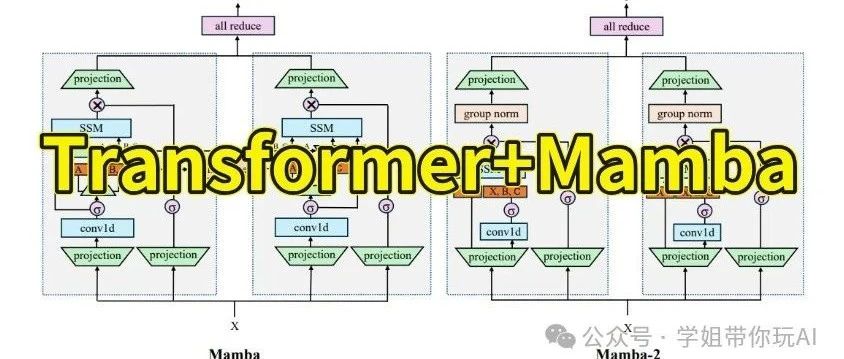 all reduce
all reduce
projection
projection
projection
projection
group norm
group norm
SSM
SSM
Transformer+Mamba
X, B, C
σ
σ
σ
σ
σ
σ
σ
conv1d
conv1d
conv1d
conv1d
projection
projection
projection
projection
projection
projection
projection
projection
X
X
Mamba
Mamba-2
公众号·学姐带你玩AI